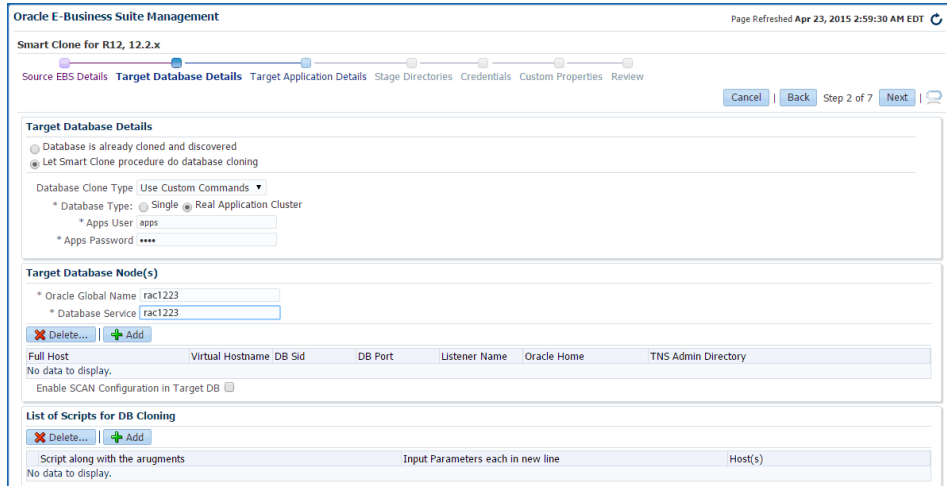 Oracle E-Business Suite Management
Page Refreshed Apr 23, 2015 2:59:30 AM EDT
Smart Clone for R12, 12.2.x
Source EBS Details Target Database Details Target Application Details Stage Directories Credentials Custom Properties Review
Cancel | Back Step 2 of 7 Next |
Target Database Details
Database is already cloned and discovered
Let Smart Clone procedure do database cloning
Database Clone Type Use Custom Commands
* Database Type: Single Real Application Cluster
* Apps User apps
* Apps Password ••••
Target Database Node(s)
* Oracle Global Name rac1223
* Database Service rac1223
Delete... | Add
Full Host Virtual Hostname DB Sid DB Port Listener Name Oracle Home TNS Admin Directory
No data to display.
Enable SCAN Configuration in Target DB
List of Scripts for DB Cloning
Delete... | Add
Script along with the arugments Input Parameters each in new line Host(s)
No data to display.